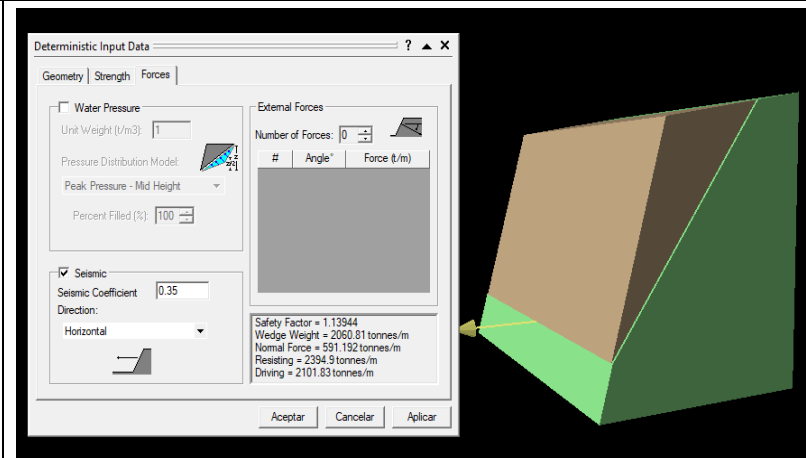 Deterministic Input Data ?
Geometry Strength Forces
Water Pressure
Unit Weight (t/m3): 1
Pressure Distribution Model:
Peak Pressure - Mid Height
Percent Filled (%): 100
Seismic
Seismic Coefficient 0.35
Direction:
Horizontal
External Forces
Number of Forces: 0
# Angle° Force (t/m)
Safety Factor = 1.13944
Wedge Weight = 2060.81 tonnes/m
Normal Force = 591.192 tonnes/m
Resisting = 2394.9 tonnes/m
Driving = 2101.83 tonnes/m
Aceptar Cancelar Aplicar